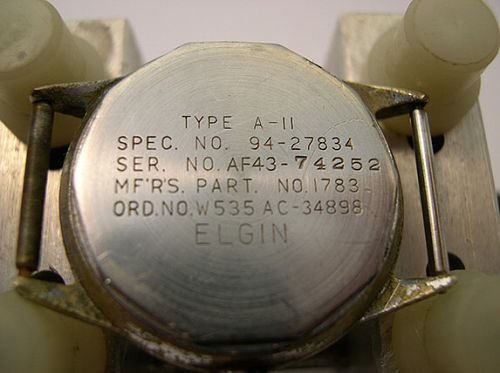 TYPE A-11
SPEC. NO. 94-27834
SER. NO. AF43-74252
MF'R'S. PART. NO. 1783
ORD.NO. W535 AC-34898
ELGIN